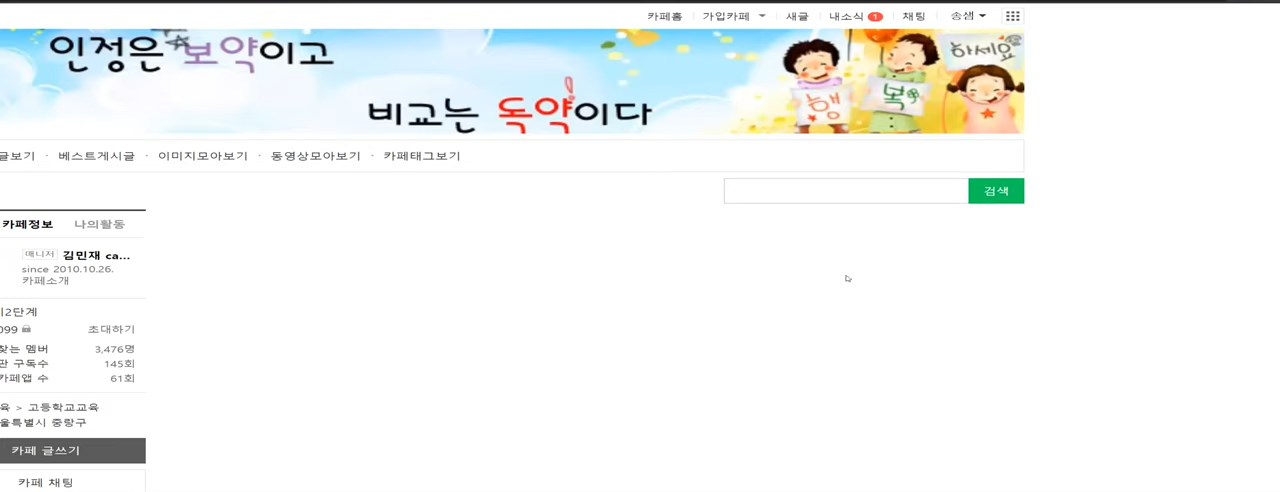 카페홈 가입카페 새글 내소식 1 채팅 송샘
인정은 보약이고
비교는 독약이다
행 복 하세요
글보기 · 베스트게시글 · 이미지모아보기 · 동영상모아보기 · 카페태그보기
검색
카페정보 나의활동
매니저 김민재 ca...
since 2010.10.26.
카페소개
2단계
099 초대하기
찾는 멤버 3,476명
판 구독수 145회
카페앱 수 61회
육 > 고등학교교육
울특별시 중랑구
카페 글쓰기
카페 채팅